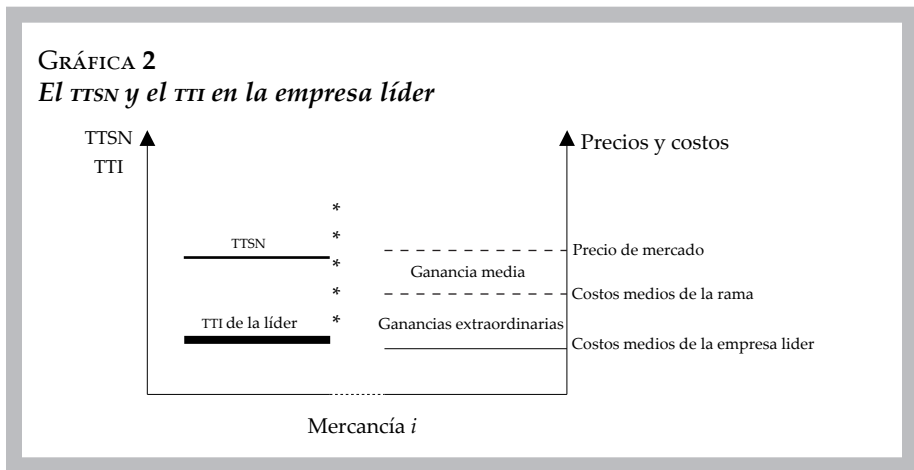 GRÁFICA 2
El TTSN y el TTI en la empresa líder
TTSN
TTI
Precios y costos
*
*
TTSN
Precio de mercado
*
Ganancia media
*
Costos medios de la rama
TTI de la líder
*
Ganancias extraordinarias
Costos medios de la empresa lider
Mercancía i